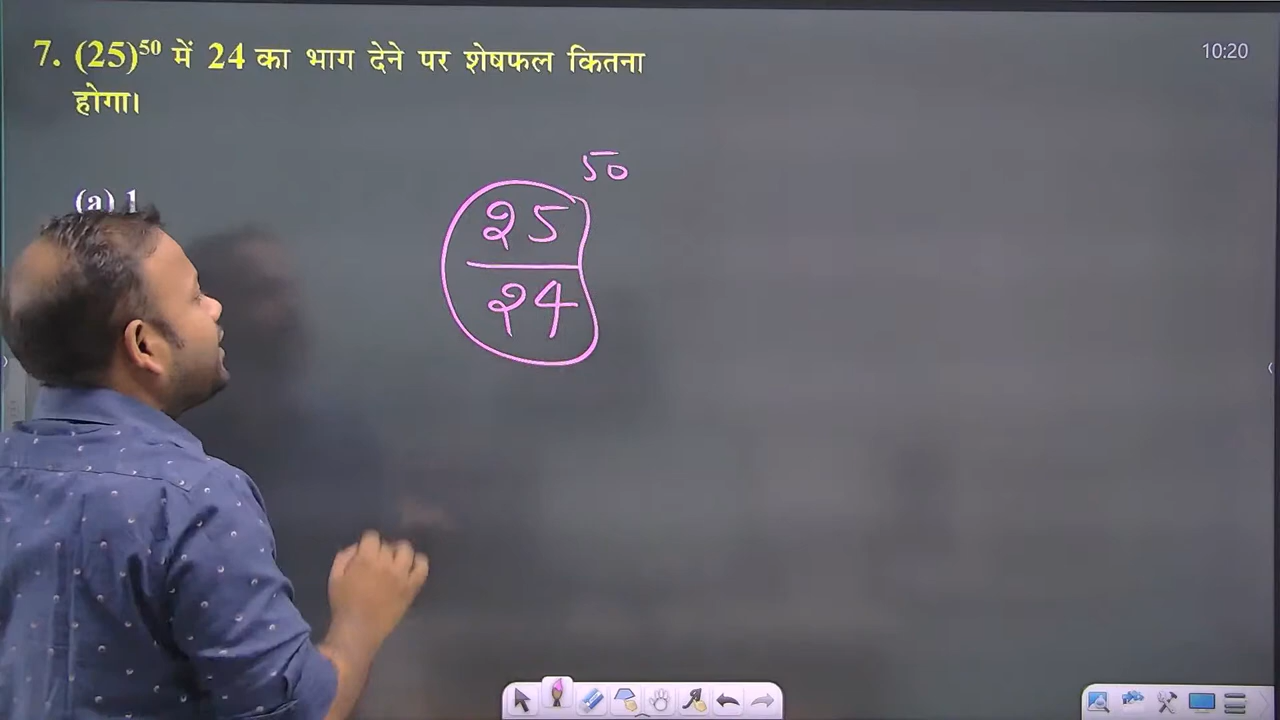 7. (25)⁵⁰ में 24 का भाग देने पर शेषफल कितना
होगा।
(a) 1
10:20
50
25
24